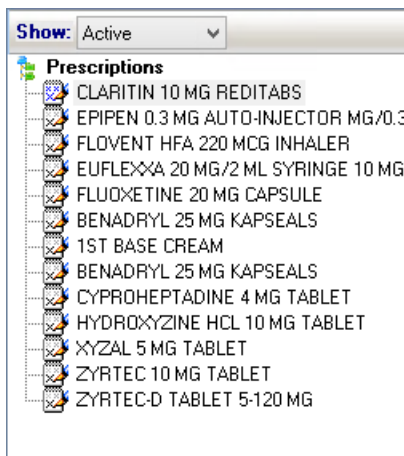 Show: Active
Prescriptions
CLARITIN 10 MG REDITABS
EPIPEN 0.3 MG AUTO-INJECTOR MG/0.3
FLOVENT HFA 220 MCG INHALER
EUFLEXXA 20 MG/2 ML SYRINGE 10 MG
FLUOXETINE 20 MG CAPSULE
BENADRYL 25 MG KAPSEALS
1ST BASE CREAM
BENADRYL 25 MG KAPSEALS
CYPROHEPTADINE 4 MG TABLET
HYDROXYZINE HCL 10 MG TABLET
XYZAL 5 MG TABLET
ZYRTEC 10 MG TABLET
ZYRTEC-D TABLET 5-120 MG